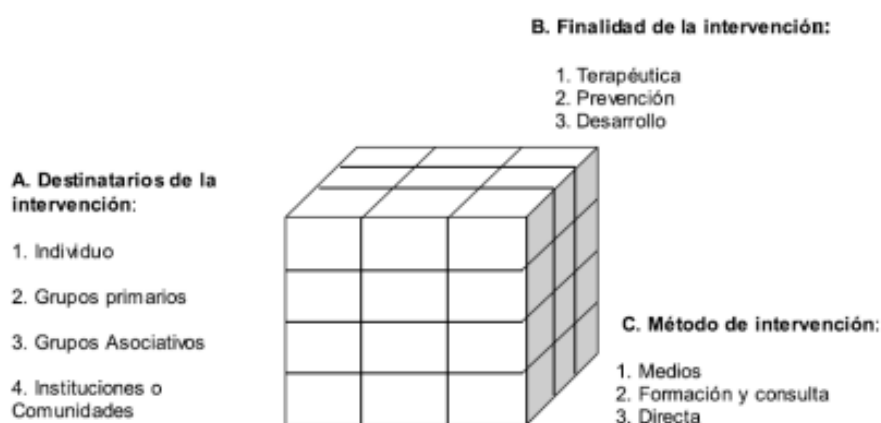 B. Finalidad de la intervención:
1. Terapéutica
2. Prevención
3. Desarrollo
A. Destinatarios de la
intervención:
1. Individuo
2. Grupos primarios
3. Grupos Asociativos
4. Instituciones o
Comunidades
C. Método de intervención:
1. Medios
2. Formación y consulta
3. Directa